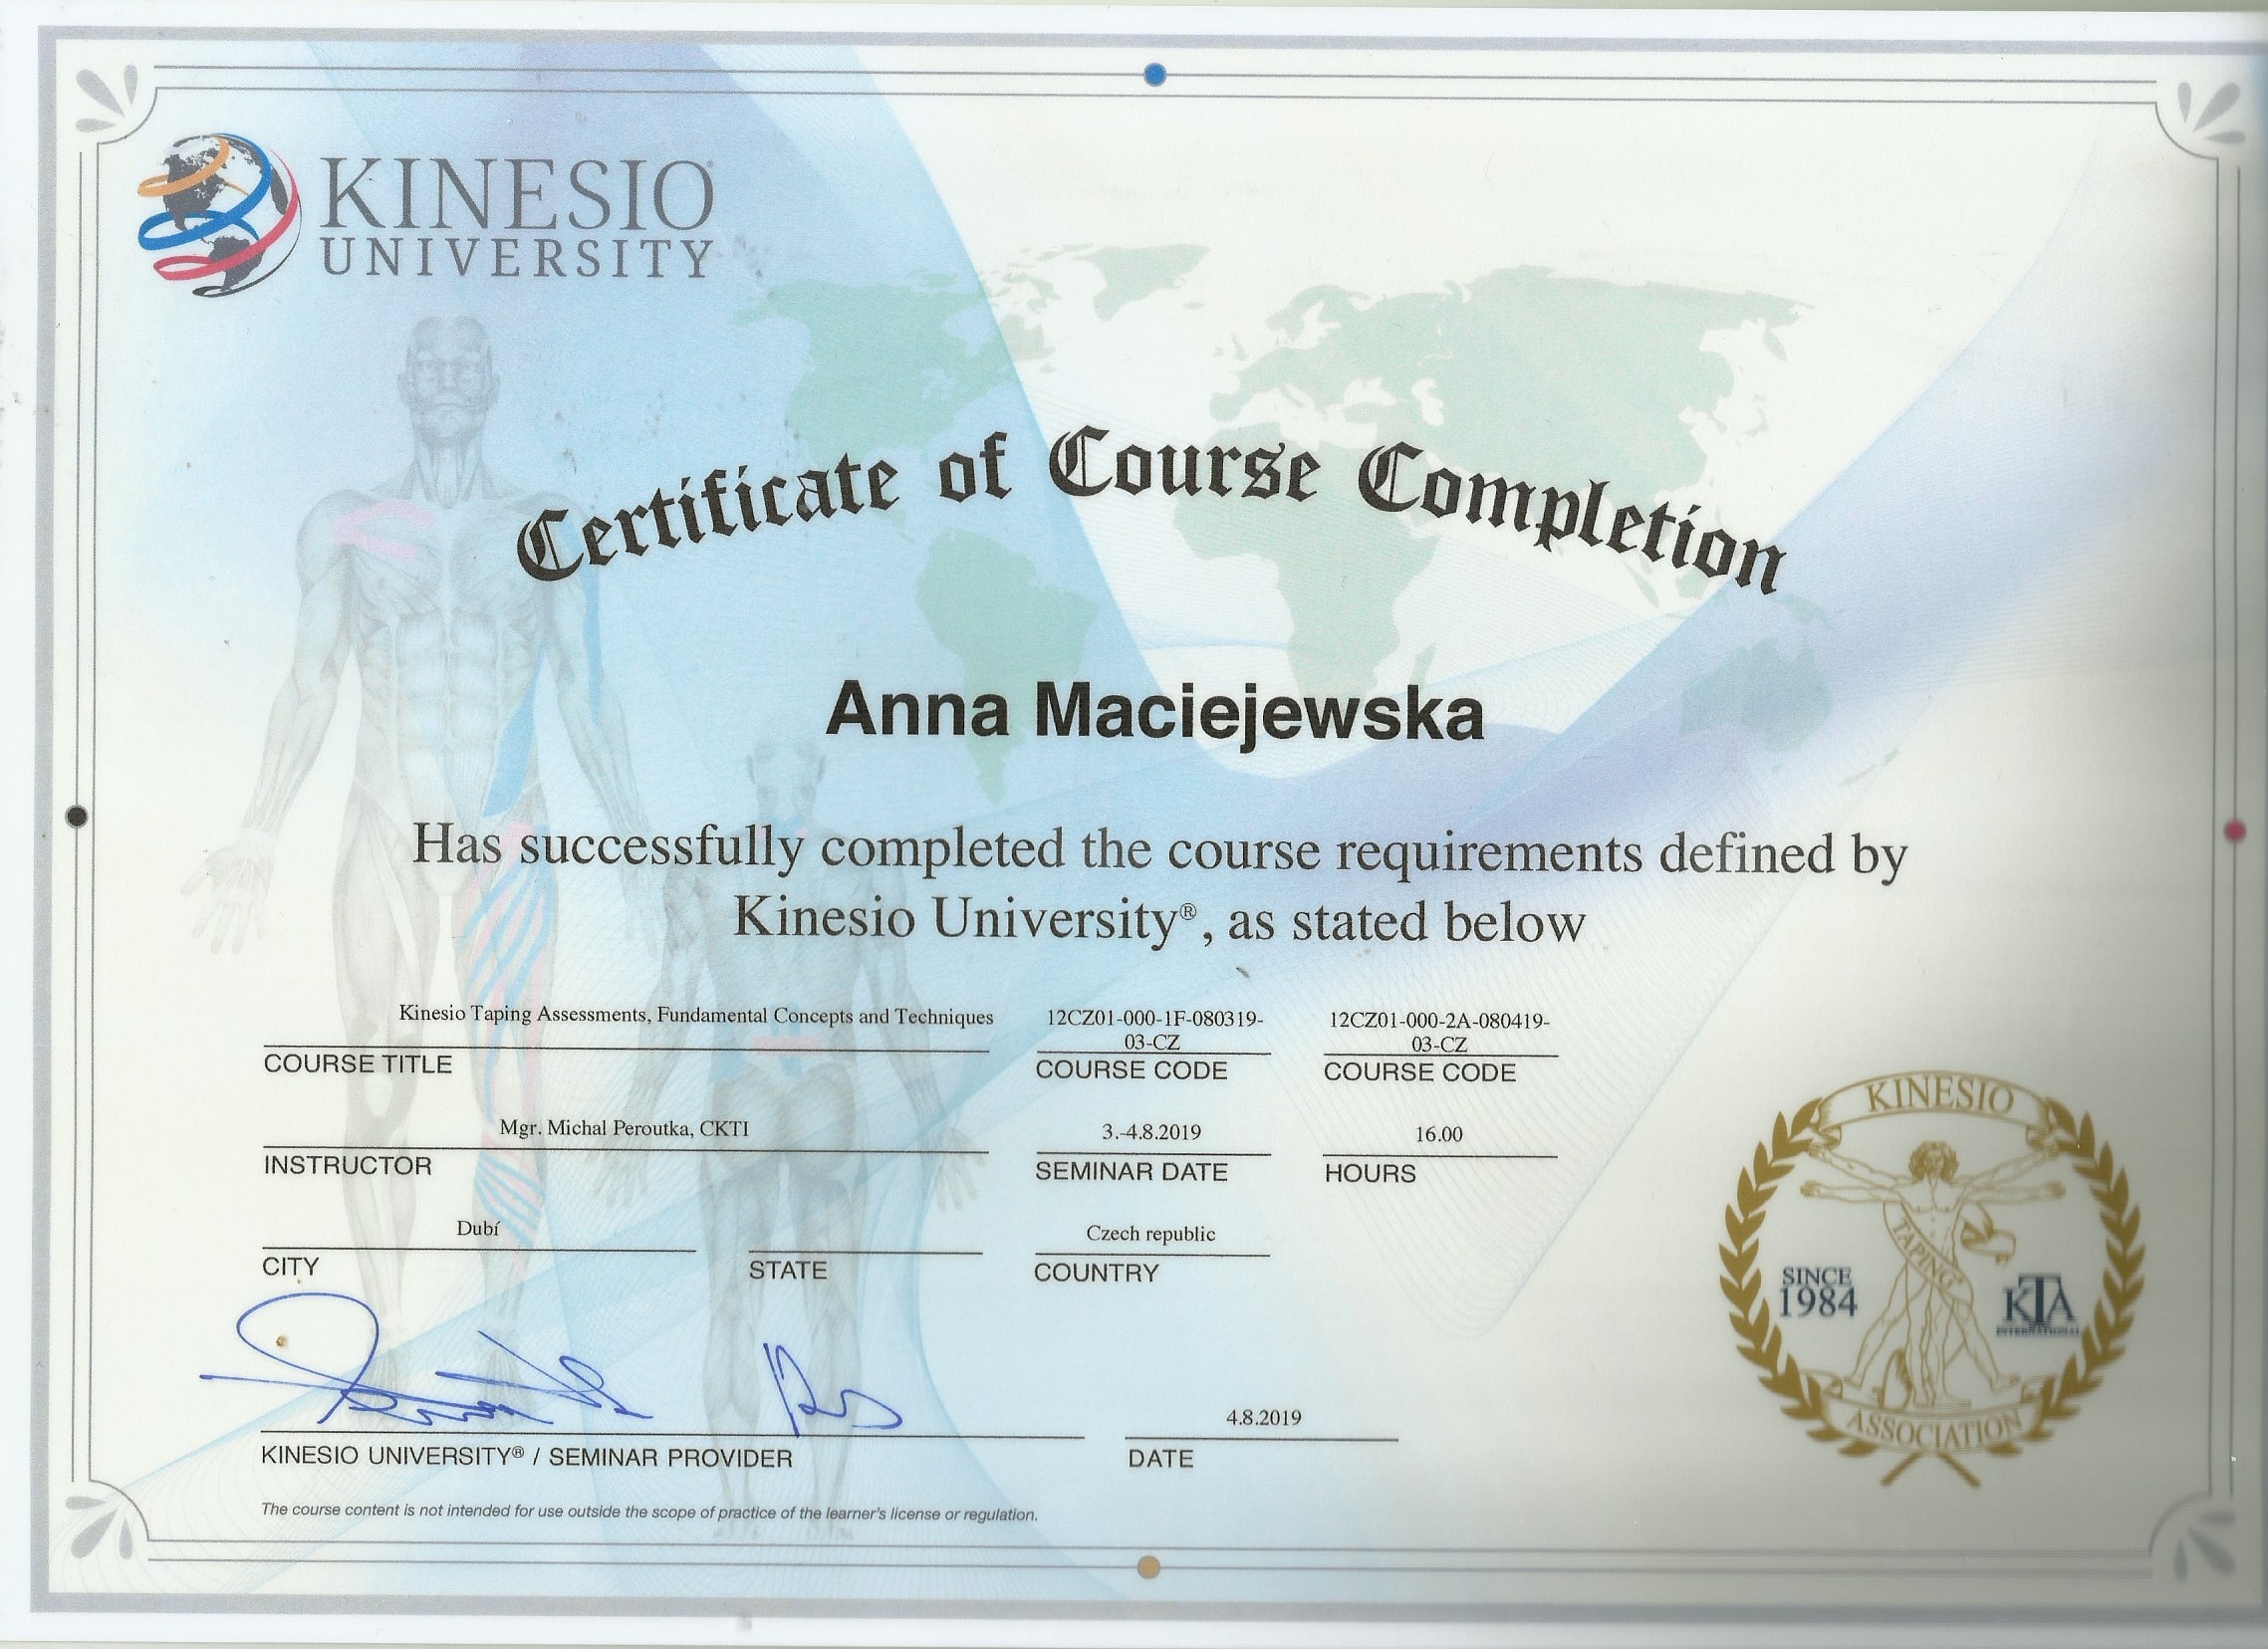 KINESIO®
UNIVERSITY
Certificate of Course Completion
Anna Maciejewska
Has successfully completed the course requirements defined by
Kinesio University®, as stated below
Kinesio Taping Assessments, Fundamental Concepts and Techniques
COURSE TITLE
12CZ01-000-1F-080319-
03-CZ
COURSE CODE
12CZ01-000-2A-080419-
03-CZ
COURSE CODE
Mgr. Michal Peroutka, CKTI
INSTRUCTOR
3.-4.8.2019
SEMINAR DATE
16.00
HOURS
Dubí
CITY
STATE
Czech republic
COUNTRY
KINESIO UNIVERSITY® / SEMINAR PROVIDER
4.8.2019
DATE
The course content is not intended for use outside the scope of practice of the learner's license or regulation.
KINESIO
TAPING®
SINCE
1984
KTA
INTERNATIONAL
ASSOCIATION